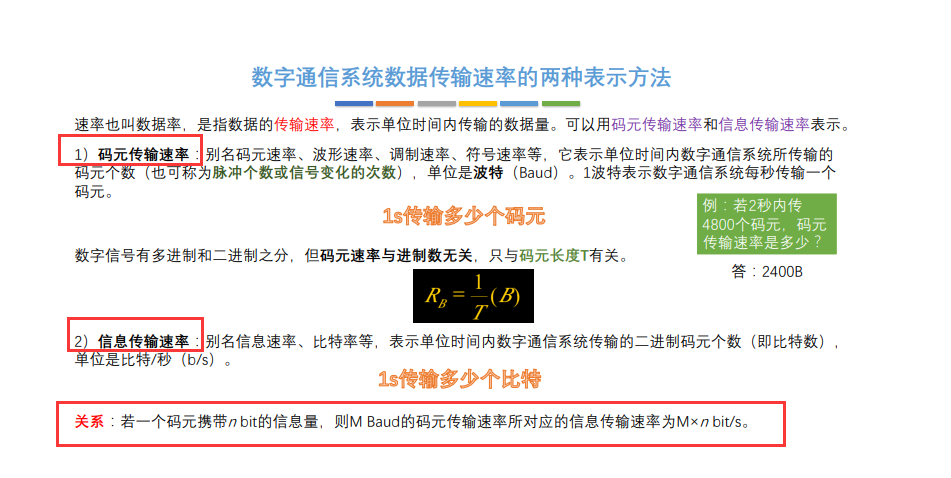 数字通信系统数据传输速率的两种表示方法
速率也叫数据率，是指数据的传输速率，表示单位时间内传输的数据量。可以用码元传输速率和信息传输速率表示。
1）码元传输速率：别名码元速率、波形速率、调制速率、符号速率等，它表示单位时间内数字通信系统所传输的
码元个数（也可称为脉冲个数或信号变化的次数），单位是波特（Baud）。1波特表示数字通信系统每秒传输一个
码元。
1s传输多少个码元
例：若2秒内传
4800个码元，码元
传输速率是多少？
答：2400B
数字信号有多进制和二进制之分，但码元速率与进制数无关，只与码元长度T有关。
R_B = 1/T (B)
2）信息传输速率：别名信息速率、比特率等，表示单位时间内数字通信系统传输的二进制码元个数（即比特数），
单位是比特/秒（b/s）。
1s传输多少个比特
关系：若一个码元携带n bit的信息量，则M Baud的码元传输速率所对应的信息传输速率为M×n bit/s。